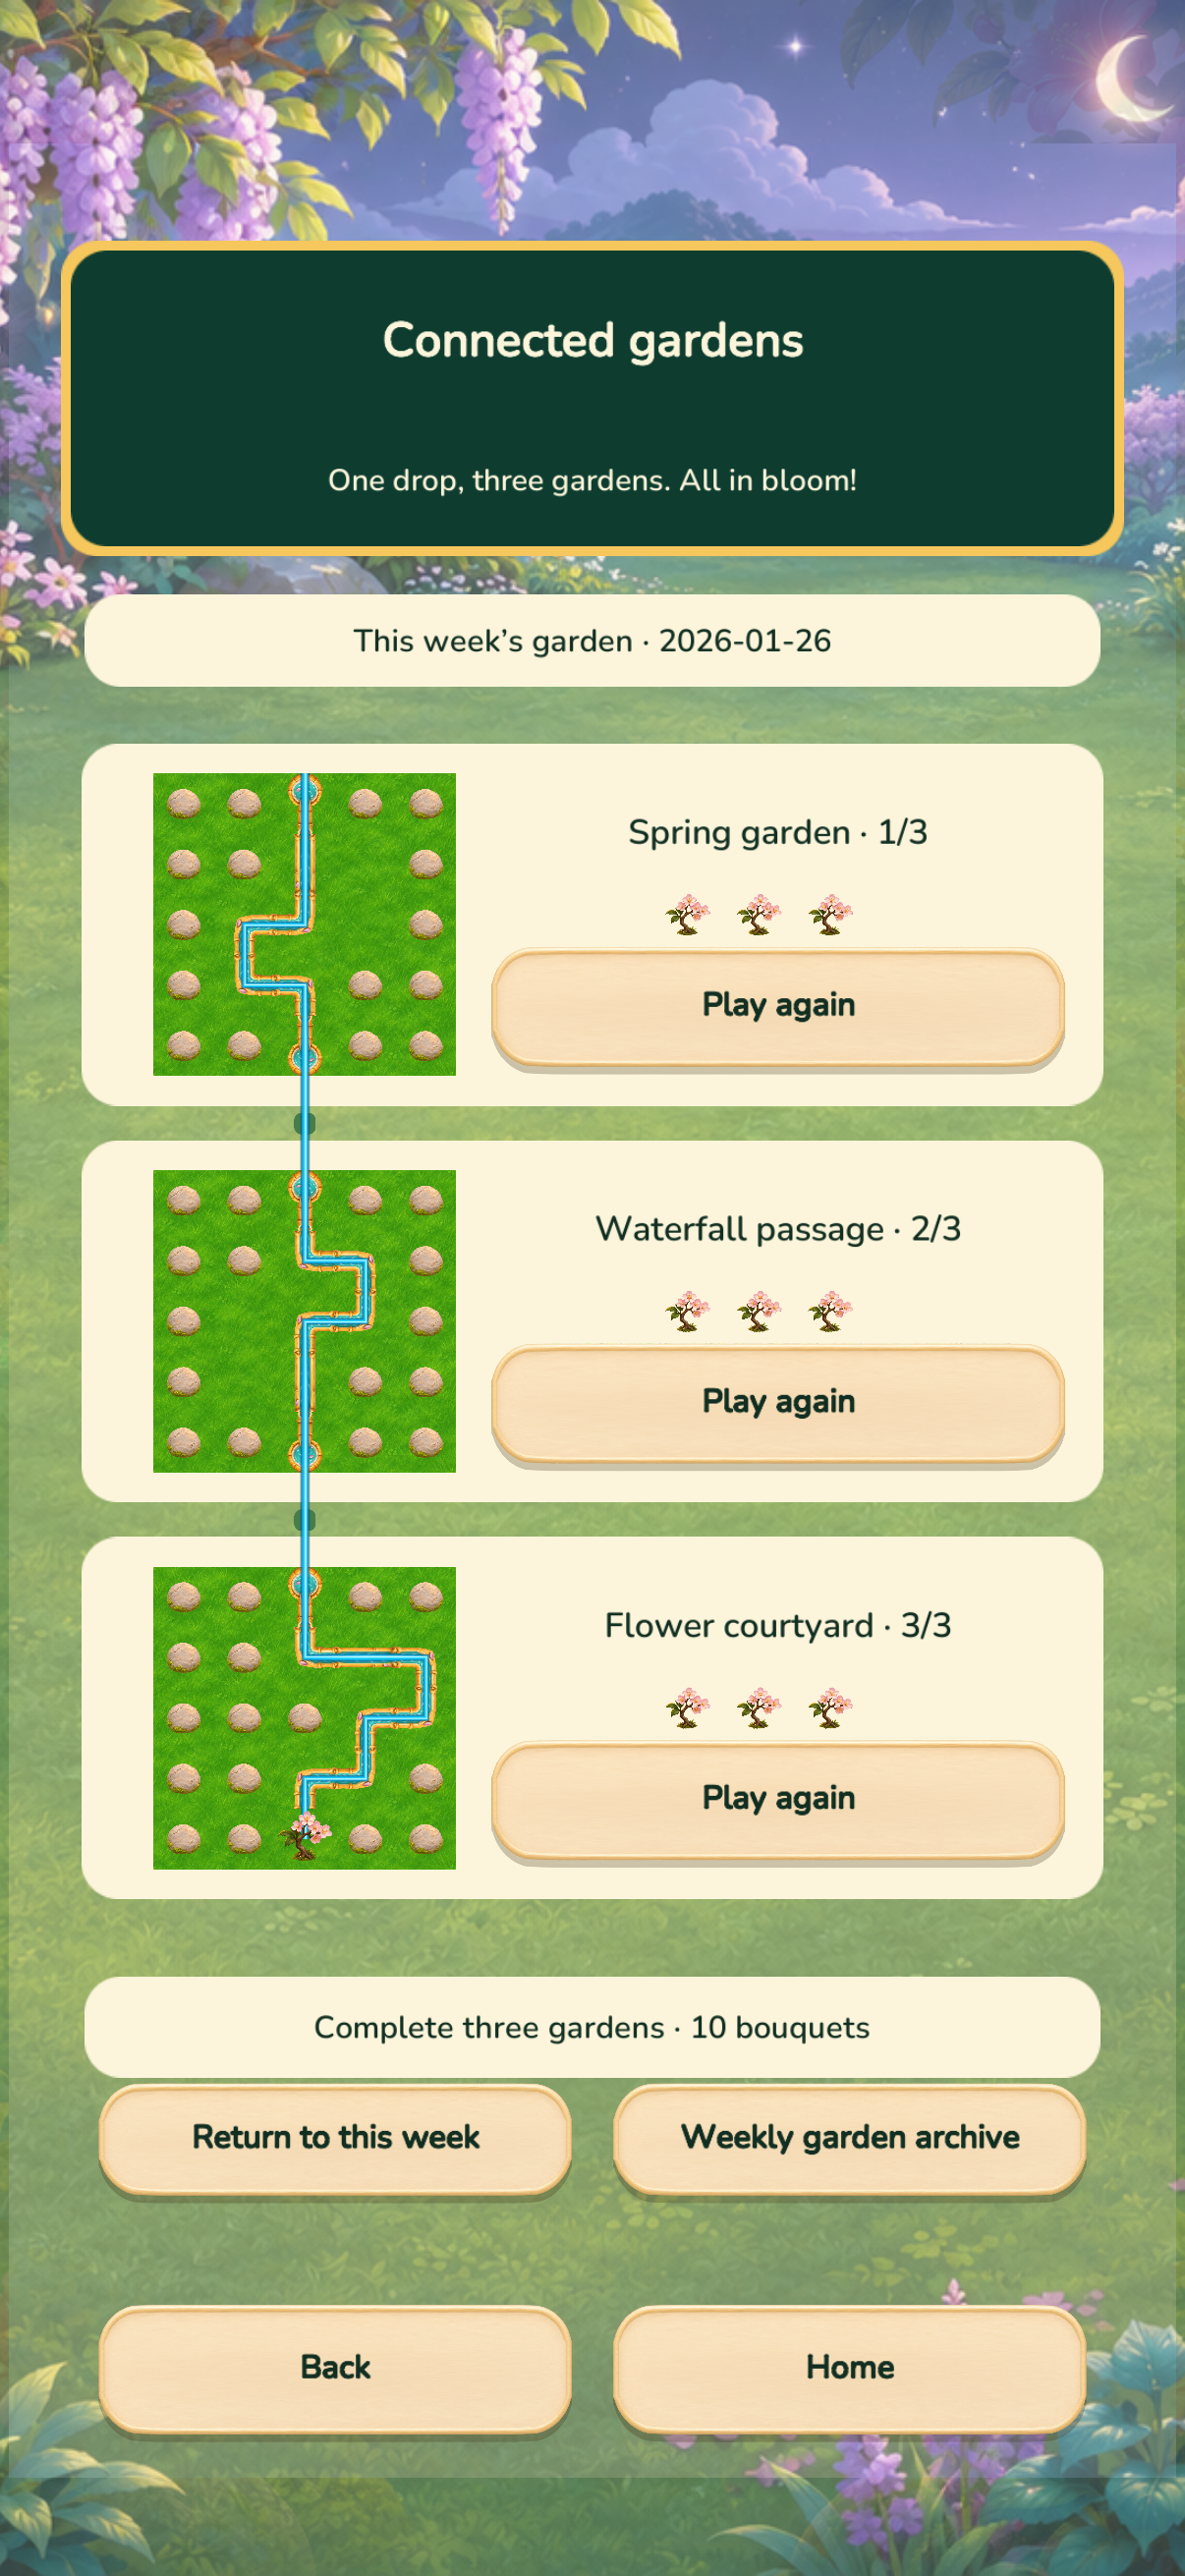 Connected gardens
One drop, three gardens. All in bloom!
This week’s garden · 2026-01-26
Spring garden · 1/3
Play again
Waterfall passage · 2/3
Play again
Flower courtyard · 3/3
Play again
Complete three gardens · 10 bouquets
Return to this week
Weekly garden archive
Back
Home